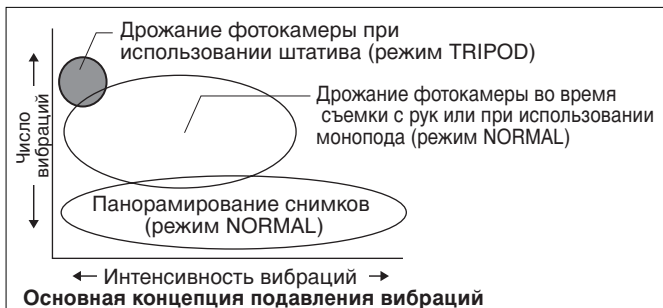 Дрожание фотокамеры при
использовании штатива (режим TRIPOD)
Дрожание фотокамеры во время
съемки с рук или при использовании
монопода (режим NORMAL)
Число
вибраций
Панорамирование снимков
(режим NORMAL)
Интенсивность вибраций
Основная концепция подавления вибраций